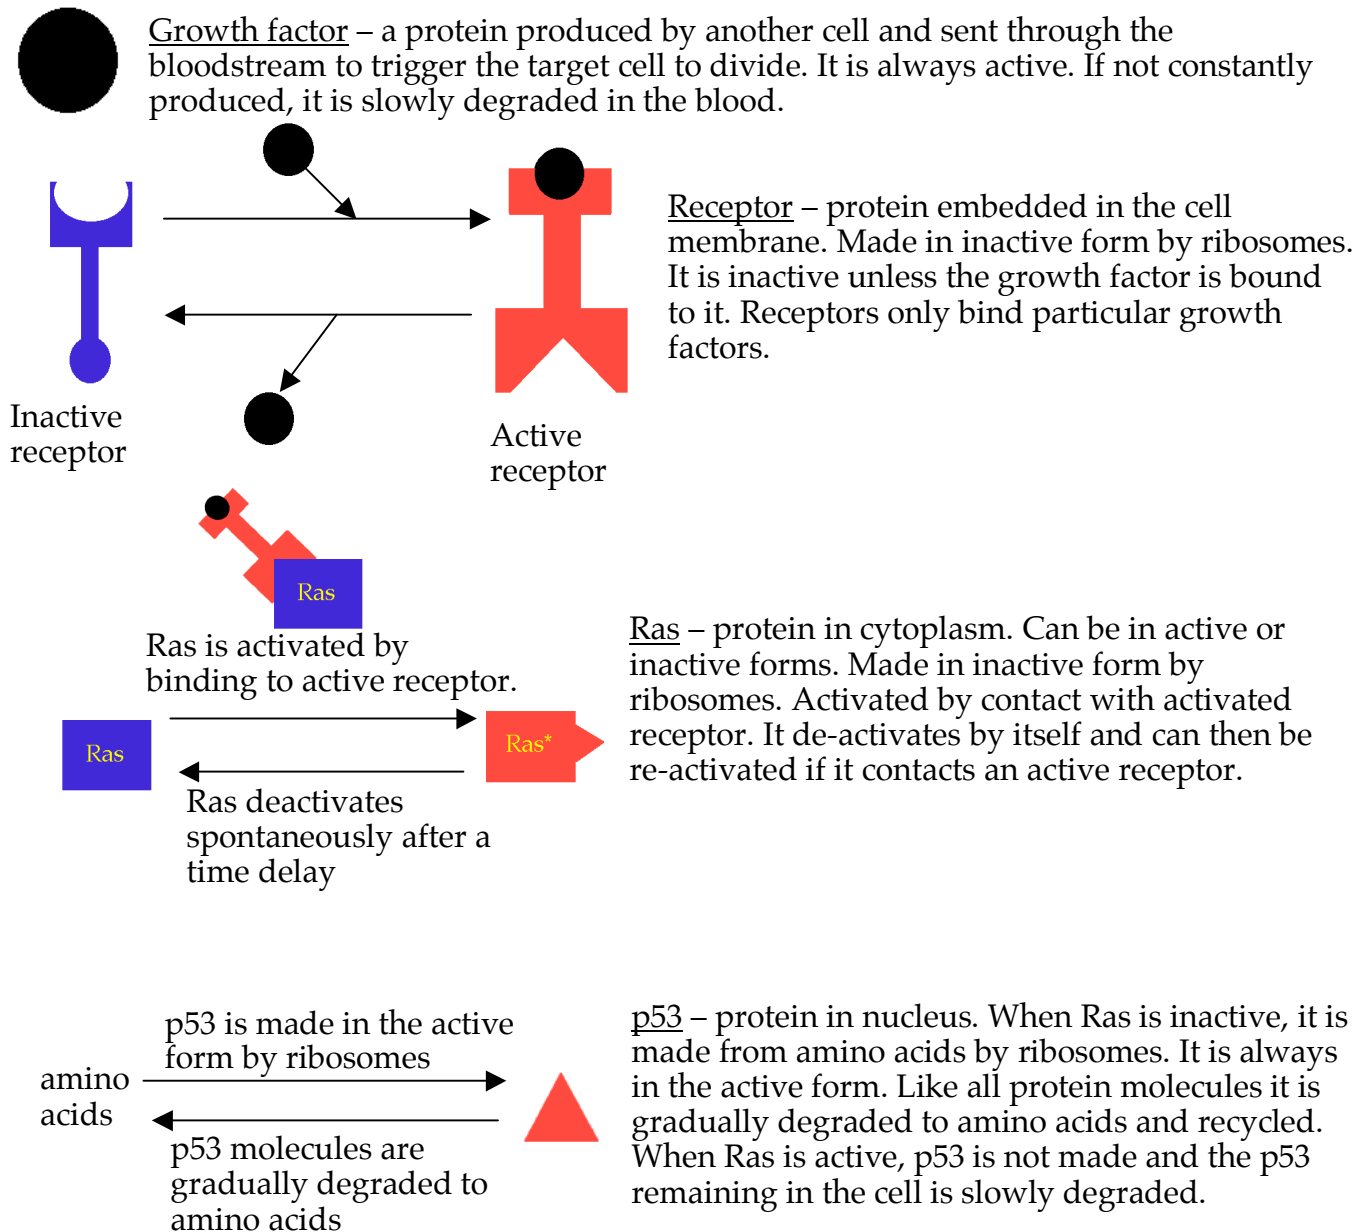 Growth factor – a protein produced by another cell and sent through the
bloodstream to trigger the target cell to divide. It is always active. If not constantly
produced, it is slowly degraded in the blood.
Receptor – protein embedded in the cell
membrane. Made in inactive form by ribosomes.
It is inactive unless the growth factor is bound
to it. Receptors only bind particular growth
factors.
Inactive
receptor
Active
receptor
Ras
Ras is activated by
binding to active receptor.
Ras
Ras*
Ras deactivates
spontaneously after a
time delay
Ras – protein in cytoplasm. Can be in active or
inactive forms. Made in inactive form by
ribosomes. Activated by contact with activated
receptor. It de-activates by itself and can then be
re-activated if it contacts an active receptor.
p53 is made in the active
form by ribosomes
amino
acids
p53 molecules are
gradually degraded to
amino acids
p53 – protein in nucleus. When Ras is inactive, it is
made from amino acids by ribosomes. It is always
in the active form. Like all protein molecules it is
gradually degraded to amino acids and recycled.
When Ras is active, p53 is not made and the p53
remaining in the cell is slowly degraded.